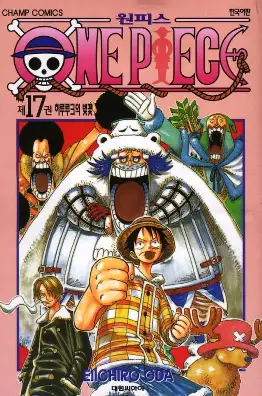 CHAMP COMICS
원피스
한국어판
ONE PIECE
제17권 히루루크의 벚꽃
EIICHIRO ODA
대원씨아이